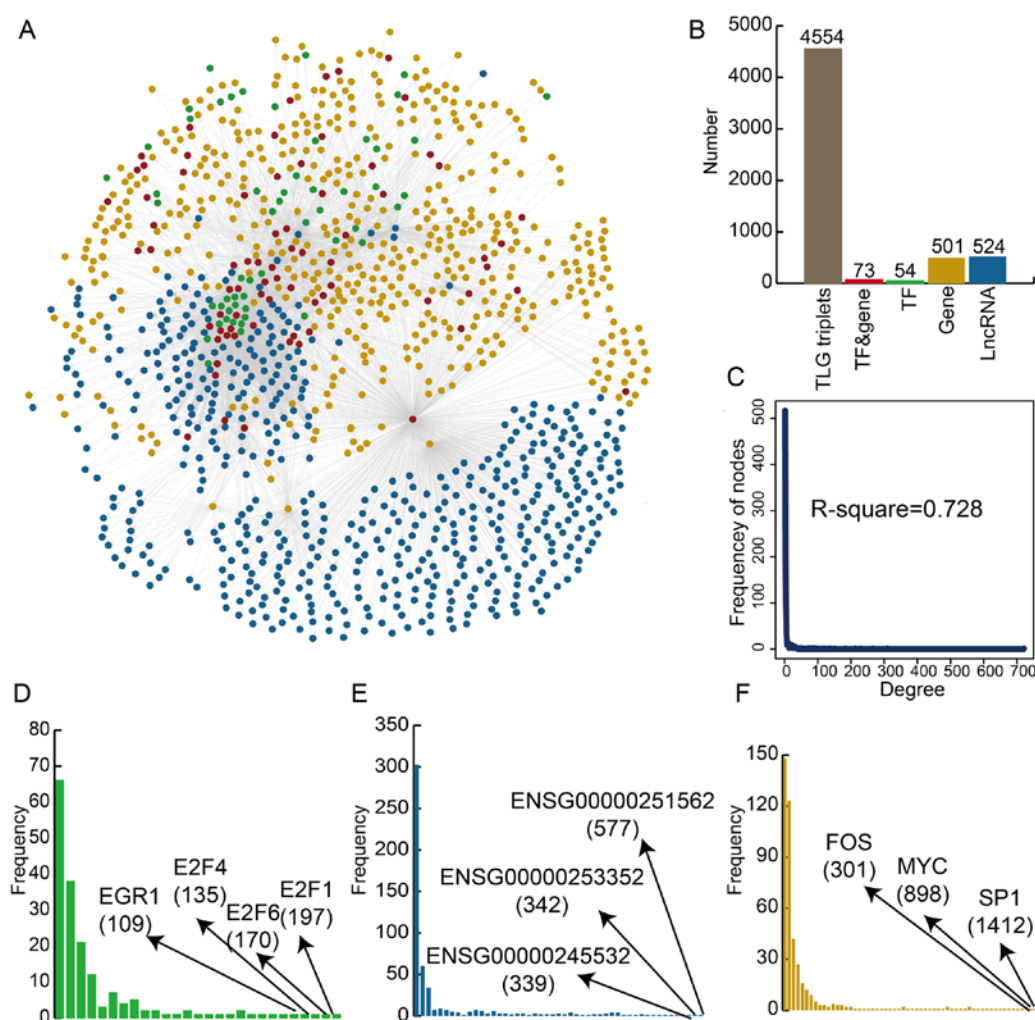 A
B
5000
4000
3000
2000
1000
0
Number
4554
73
54
501
524
TLG triplets
TF&gene
TF
Gene
LncRNA
C
500
400
300
200
100
0
Frequencey of nodes
R-square=0.728
0 100 200 300 400 500 600 700
Degree
D
80
70
60
50
40
30
20
10
0
Frequency
EGR1
(109)
E2F4
(135)
E2F6
(170)
E2F1
(197)
E
350
300
250
200
150
100
50
0
Frequency
ENSG00000251562
(577)
ENSG00000253352
(342)
ENSG00000245532
(339)
F
150
120
90
60
30
0
Frequency
FOS
(301)
MYC
(898)
SP1
(1412)